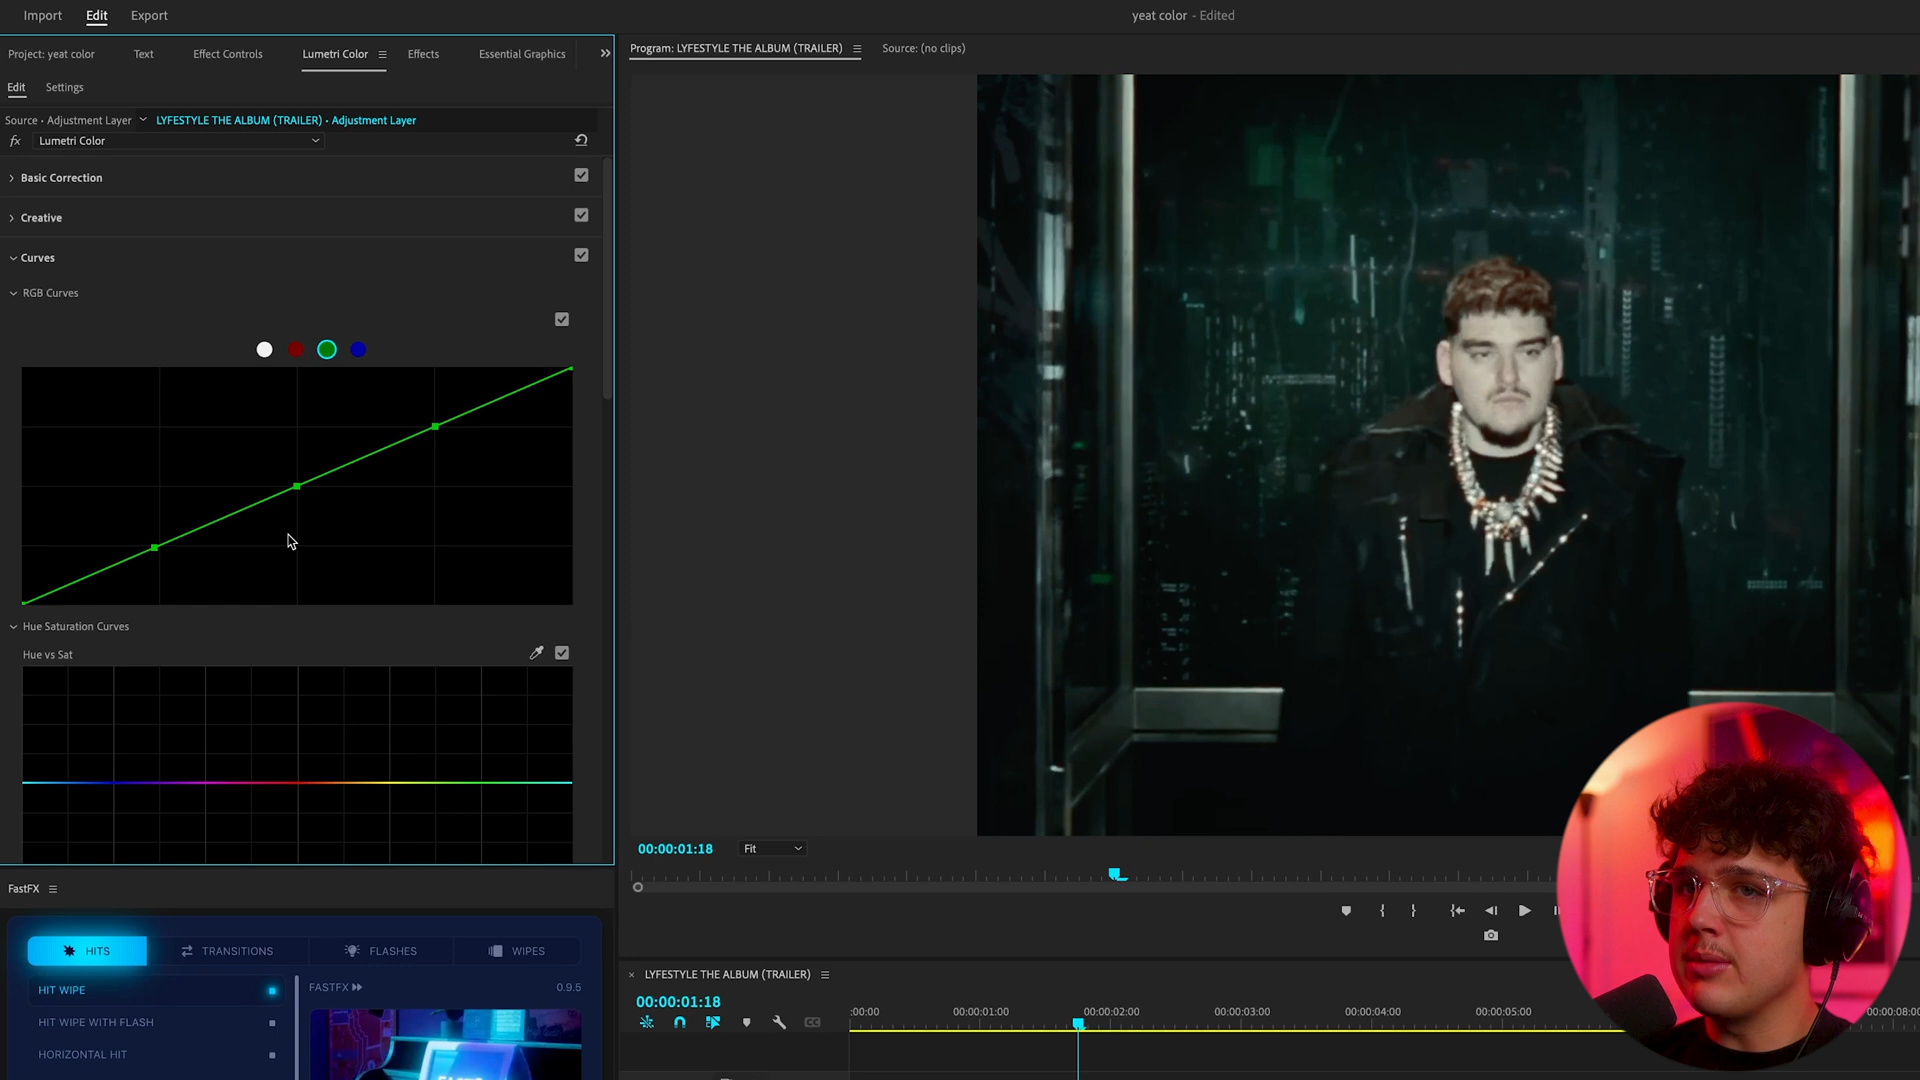 Import Edit Export
yeat color - Edited
Project: yeat color Text Effect Controls Lumetri Color Effects Essential Graphics
Program: LYFESTYLE THE ALBUM (TRAILER) Source: (no clips)
Edit Settings
Source • Adjustment Layer LYFESTYLE THE ALBUM (TRAILER) • Adjustment Layer
fx Lumetri Color
Basic Correction
Creative
Curves
RGB Curves
Hue Saturation Curves
Hue vs Sat
00:00:01:18 Fit
FastFX
HITS TRANSITIONS FLASHES WIPES
HIT WIPE
FASTFX 0.9.5
HIT WIPE WITH FLASH
HORIZONTAL HIT
LYFESTYLE THE ALBUM (TRAILER)
00:00:01:18
:00:00 00:00:01:00 00:00:02:00 00:00:03:00 00:00:04:00 00:00:05:00 00:00:08:00
CC